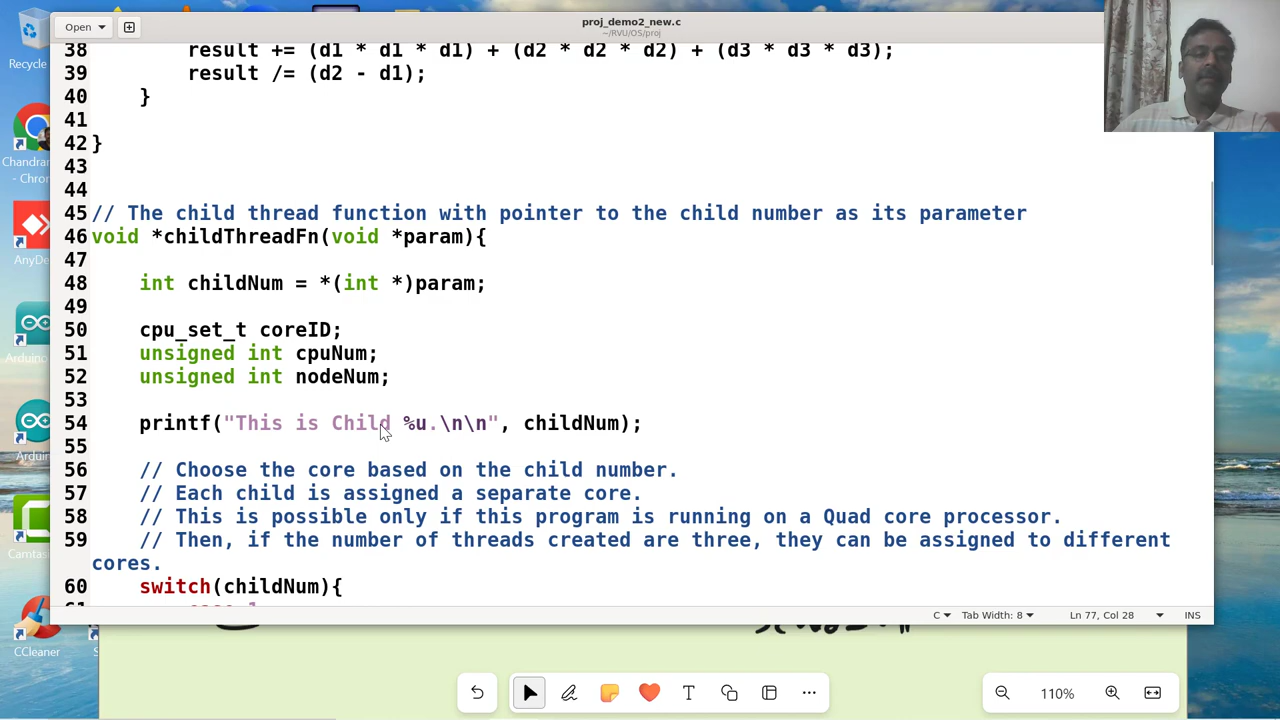 Open
proj_demo2_new.c
~/RVU/OS/proj
Recycle
38 result += (d1 * d1 * d1) + (d2 * d2 * d2) + (d3 * d3 * d3);
39 result /= (d2 - d1);
40 }
41
42 }
43
44
45 // The child thread function with pointer to the child number as its parameter
46 void *childThreadFn(void *param){
47
48 int childNum = *(int *)param;
49
50 cpu_set_t coreID;
51 unsigned int cpuNum;
52 unsigned int nodeNum;
53
54 printf("This is Child %u.\n\n", childNum);
55
56 // Choose the core based on the child number.
57 // Each child is assigned a separate core.
58 // This is possible only if this program is running on a Quad core processor.
59 // Then, if the number of threads created are three, they can be assigned to different
cores.
60 switch(childNum){
Chandra
- Chro
AnyDe
Arduino
Arduino
Camtas
CCleaner
C
Tab Width: 8
Ln 77, Col 28
INS
T
110%